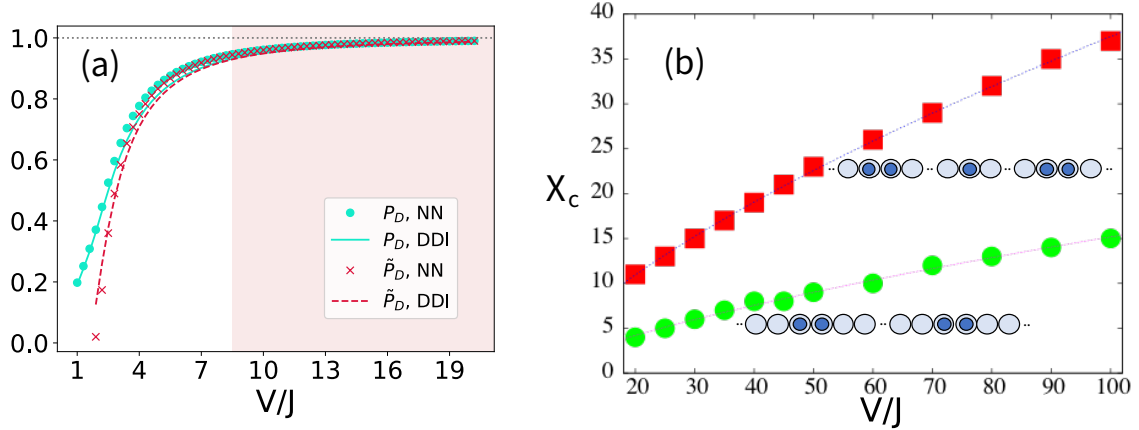 (a)
1.0
0.8
0.6
0.4
0.2
0.0
1 4 7 10 13 16 19
V/J
P_D, NN
P_D, DDI
P̃_D, NN
P̃_D, DDI
(b)
X_c
40
35
30
25
20
15
10
5
0
20 30 40 50 60 70 80 90 100
V/J